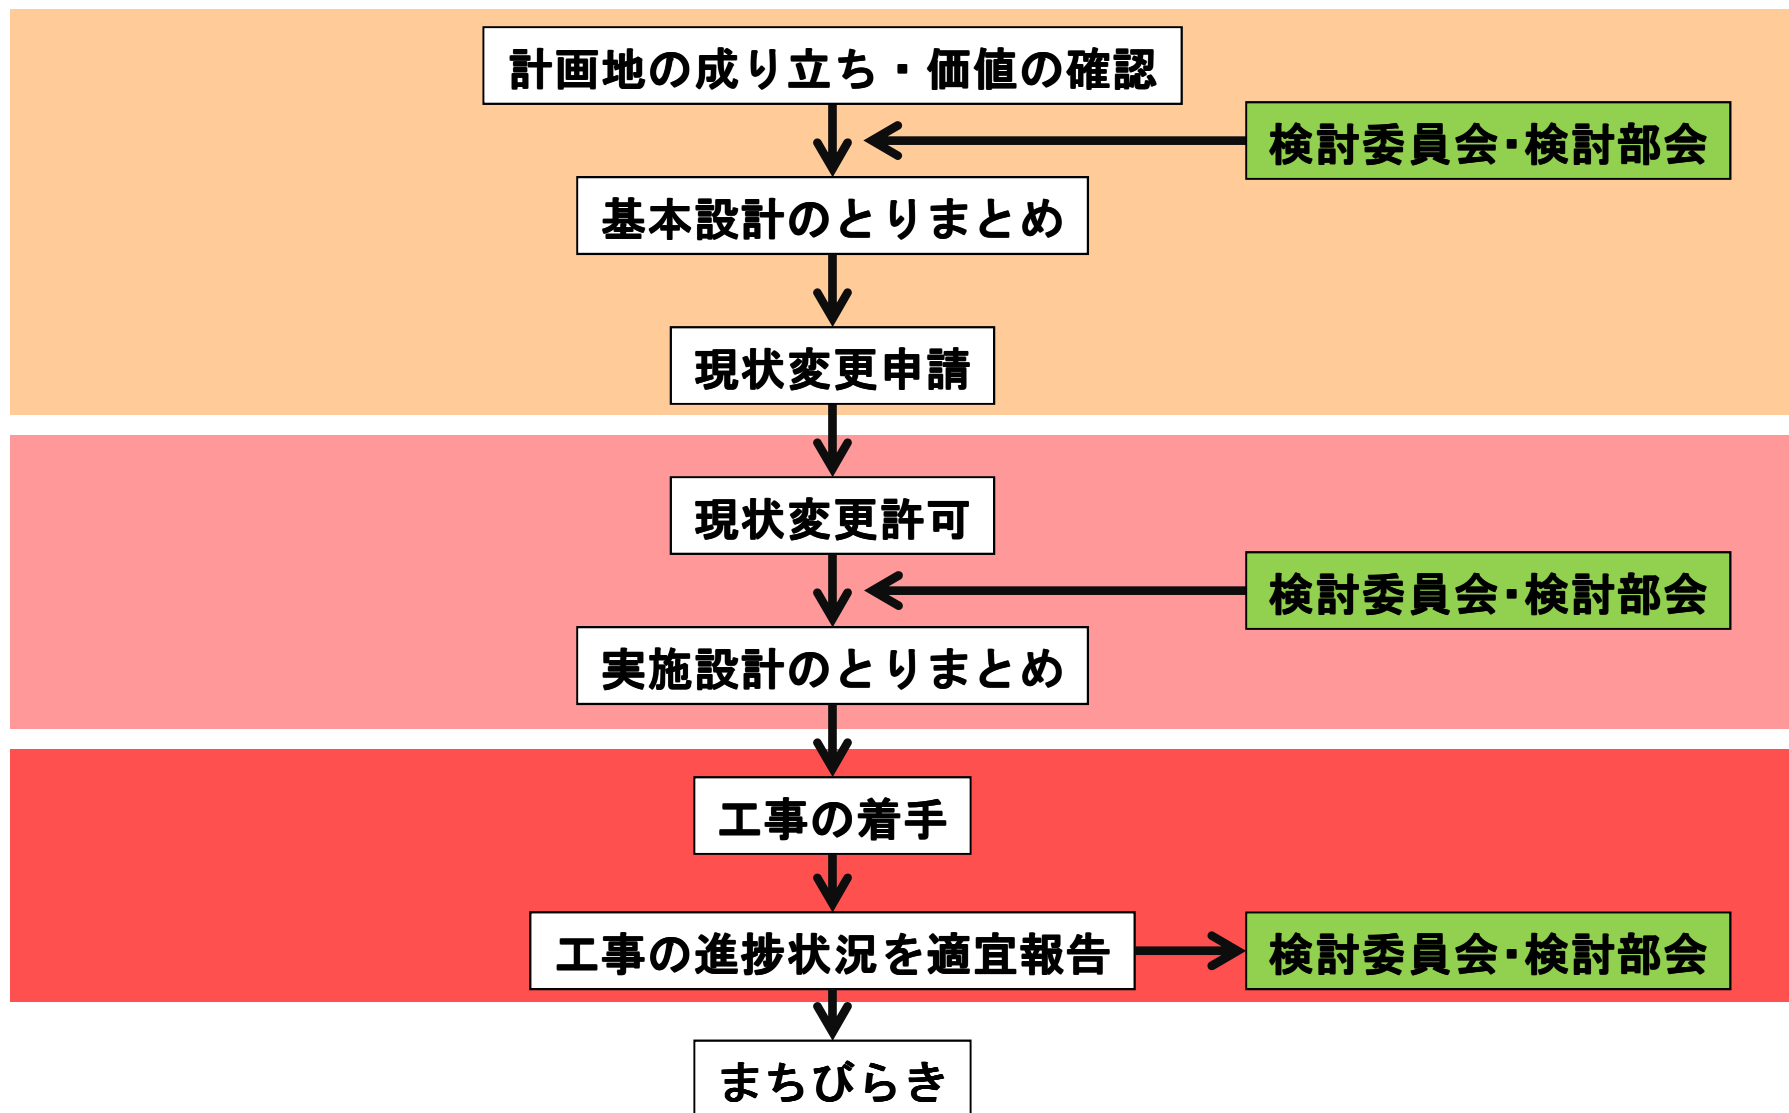 計画地の成り立ち・価値の確認
検討委員会・検討部会
基本設計のとりまとめ
現状変更申請
現状変更許可
検討委員会・検討部会
実施設計のとりまとめ
工事の着手
工事の進捗状況を適宜報告
検討委員会・検討部会
まちびらき